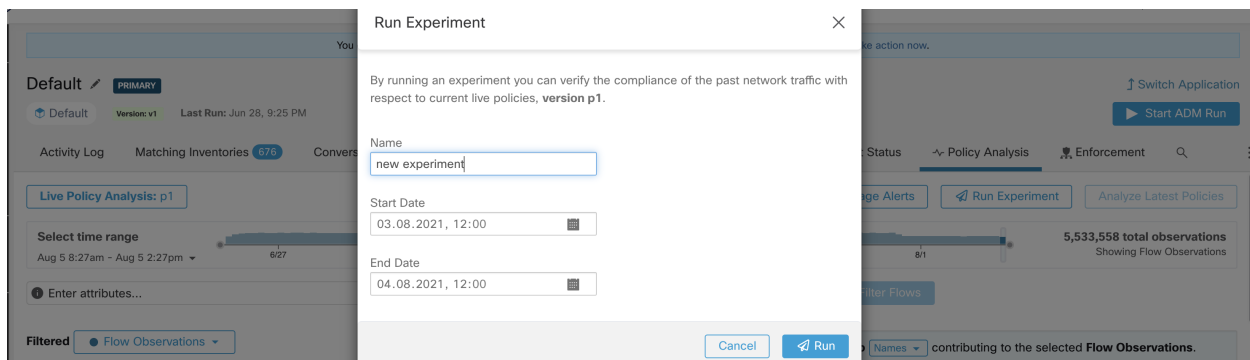 Run Experiment
You
ke action now.
Default PRIMARY
Switch Application
Default Version: v1 Last Run: Jun 28, 9:25 PM
Start ADM Run
By running an experiment you can verify the compliance of the past network traffic with
respect to current live policies, version p1.
Activity Log Matching Inventories 676 Convers
Status Policy Analysis Enforcement
Name
new experiment
Live Policy Analysis: p1
age Alerts Run Experiment Analyze Latest Policies
Start Date
03.08.2021, 12:00
Select time range
Aug 5 8:27am – Aug 5 2:27pm
6/27
8/1
5,533,558 total observations
Showing Flow Observations
End Date
04.08.2021, 12:00
Enter attributes...
Filter Flows
Cancel Run
Filtered Flow Observations
Names contributing to the selected Flow Observations.